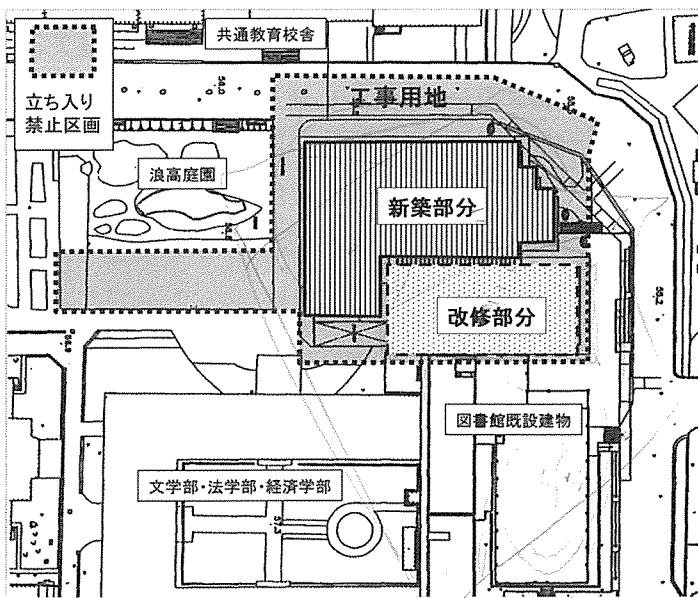 共通教育校舎
立ち入り
禁止区画
工事用地
浪高庭園
新築部分
改修部分
図書館既設建物
文学部・法学部・経済学部